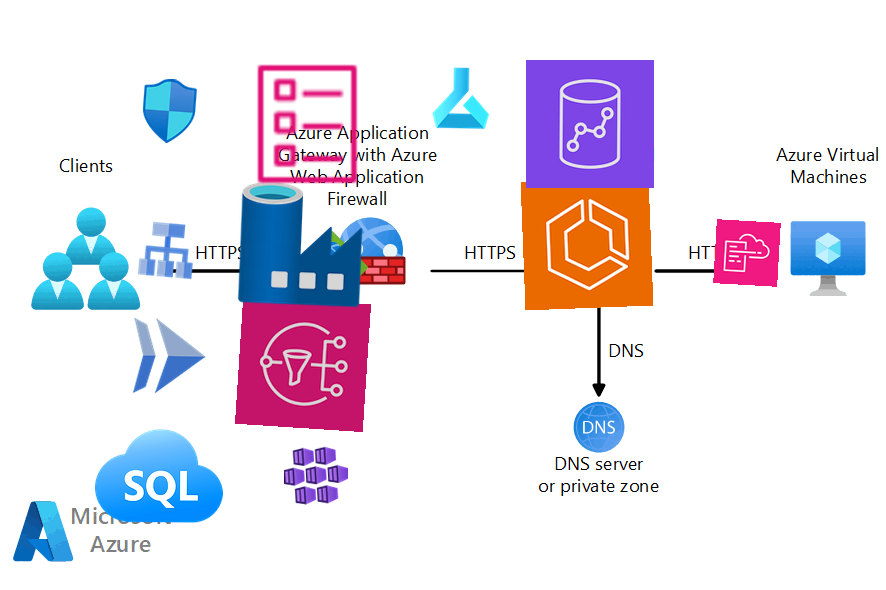 Azure Application
Gateway with Azure
Web Application
Firewall
Clients
Azure Virtual
Machines
HTTPS
HTTPS
DNS
DNS
DNS server
or private zone
SQL
Microsoft
Azure